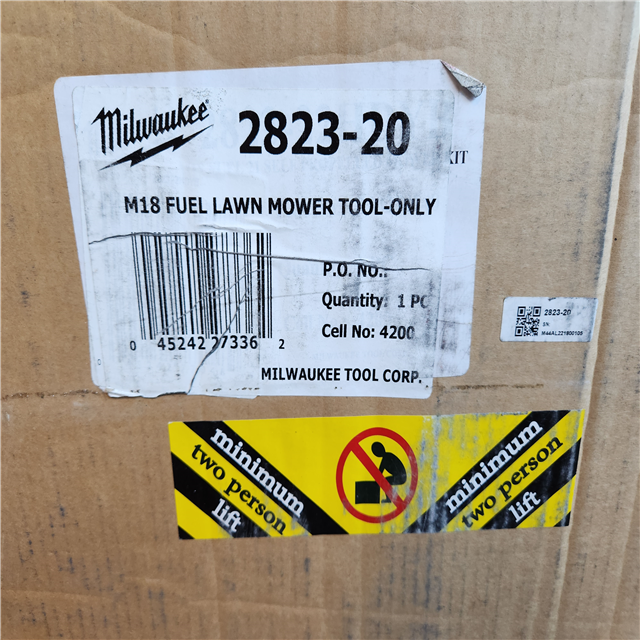 Milwaukee
2823-20
KIT
M18 FUEL LAWN MOWER TOOL-ONLY
P.O. NO.:
Quantity: 1 PC
Cell No: 4200
0 45242 27336 2
MILWAUKEE TOOL CORP.
2823-20
SN:
minimum
two person
lift
minimum
two person
lift